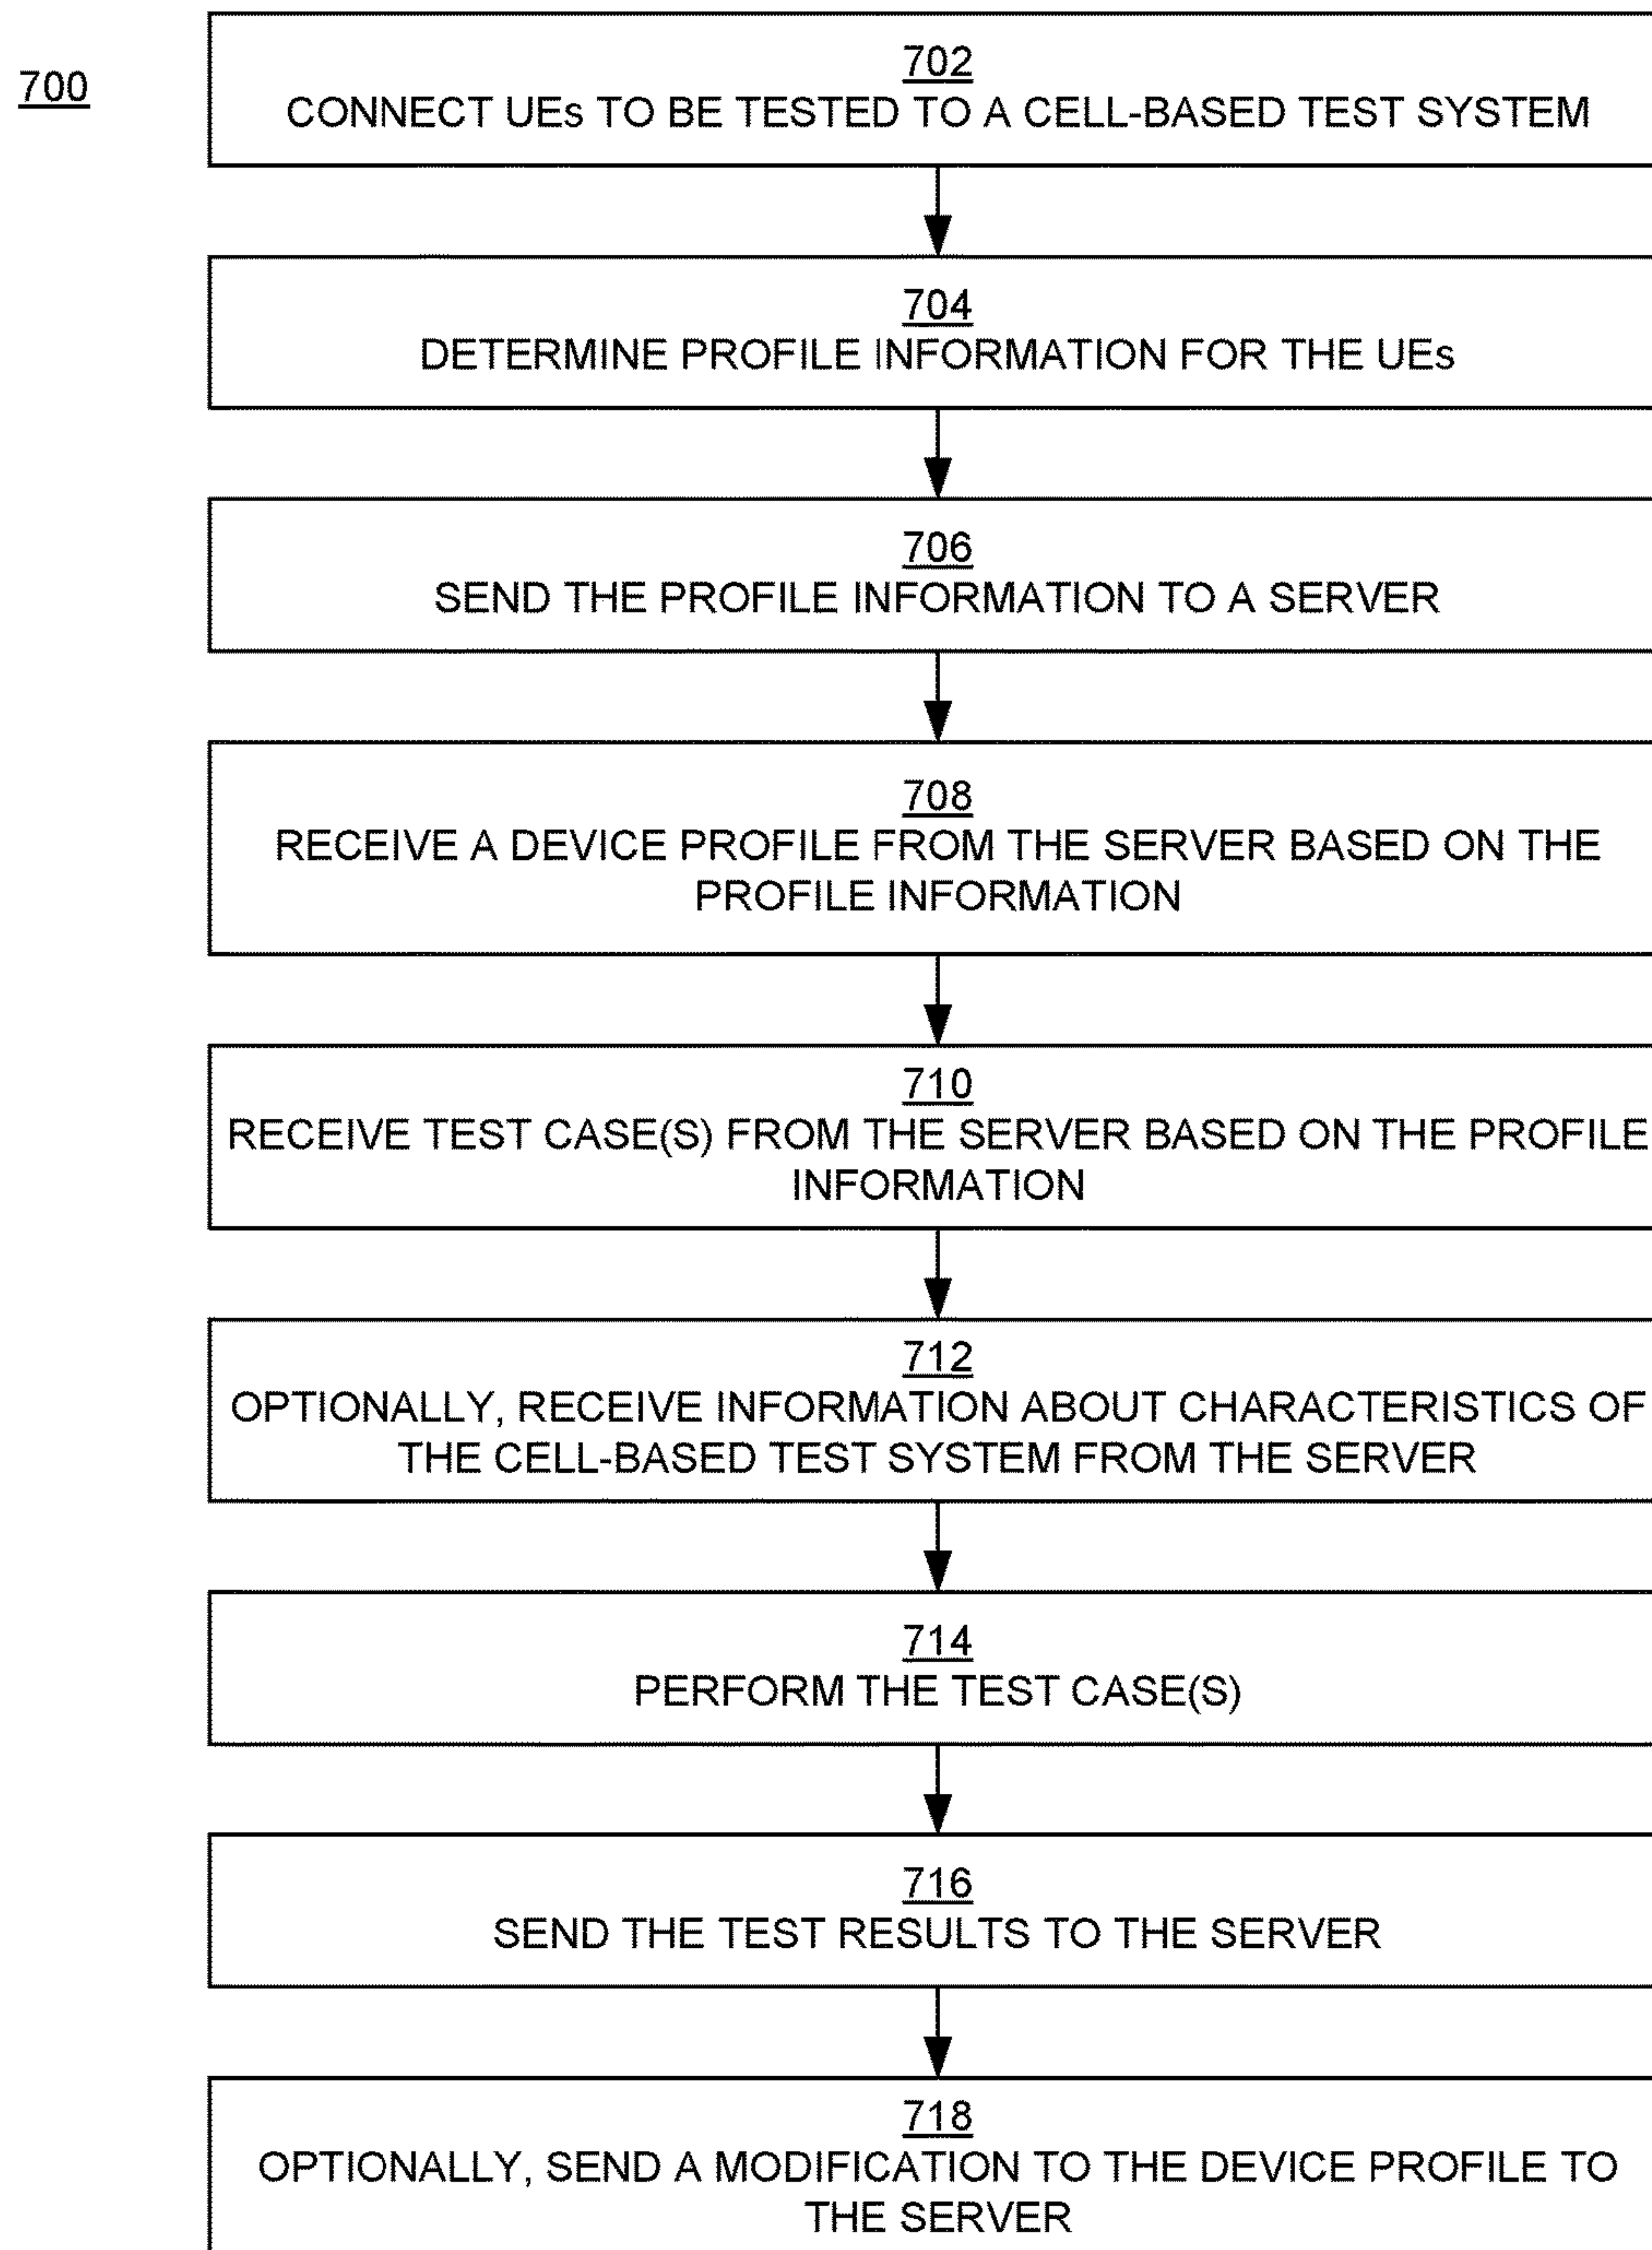 700
702
CONNECT UEs TO BE TESTED TO A CELL-BASED TEST SYSTEM
704
DETERMINE PROFILE INFORMATION FOR THE UEs
706
SEND THE PROFILE INFORMATION TO A SERVER
708
RECEIVE A DEVICE PROFILE FROM THE SERVER BASED ON THE
PROFILE INFORMATION
710
RECEIVE TEST CASE(S) FROM THE SERVER BASED ON THE PROFILE
INFORMATION
712
OPTIONALLY, RECEIVE INFORMATION ABOUT CHARACTERISTICS OF
THE CELL-BASED TEST SYSTEM FROM THE SERVER
714
PERFORM THE TEST CASE(S)
716
SEND THE TEST RESULTS TO THE SERVER
718
OPTIONALLY, SEND A MODIFICATION TO THE DEVICE PROFILE TO
THE SERVER